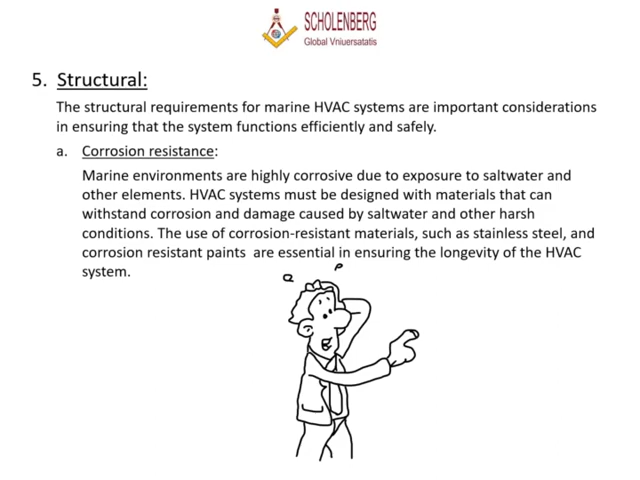 SCHOLENBERG
Global Vniuersatatis
5. Structural:
The structural requirements for marine HVAC systems are important considerations
in ensuring that the system functions efficiently and safely.
a. Corrosion resistance:
Marine environments are highly corrosive due to exposure to saltwater and
other elements. HVAC systems must be designed with materials that can
withstand corrosion and damage caused by saltwater and other harsh
conditions. The use of corrosion-resistant materials, such as stainless steel, and
corrosion resistant paints are essential in ensuring the longevity of the HVAC
system.